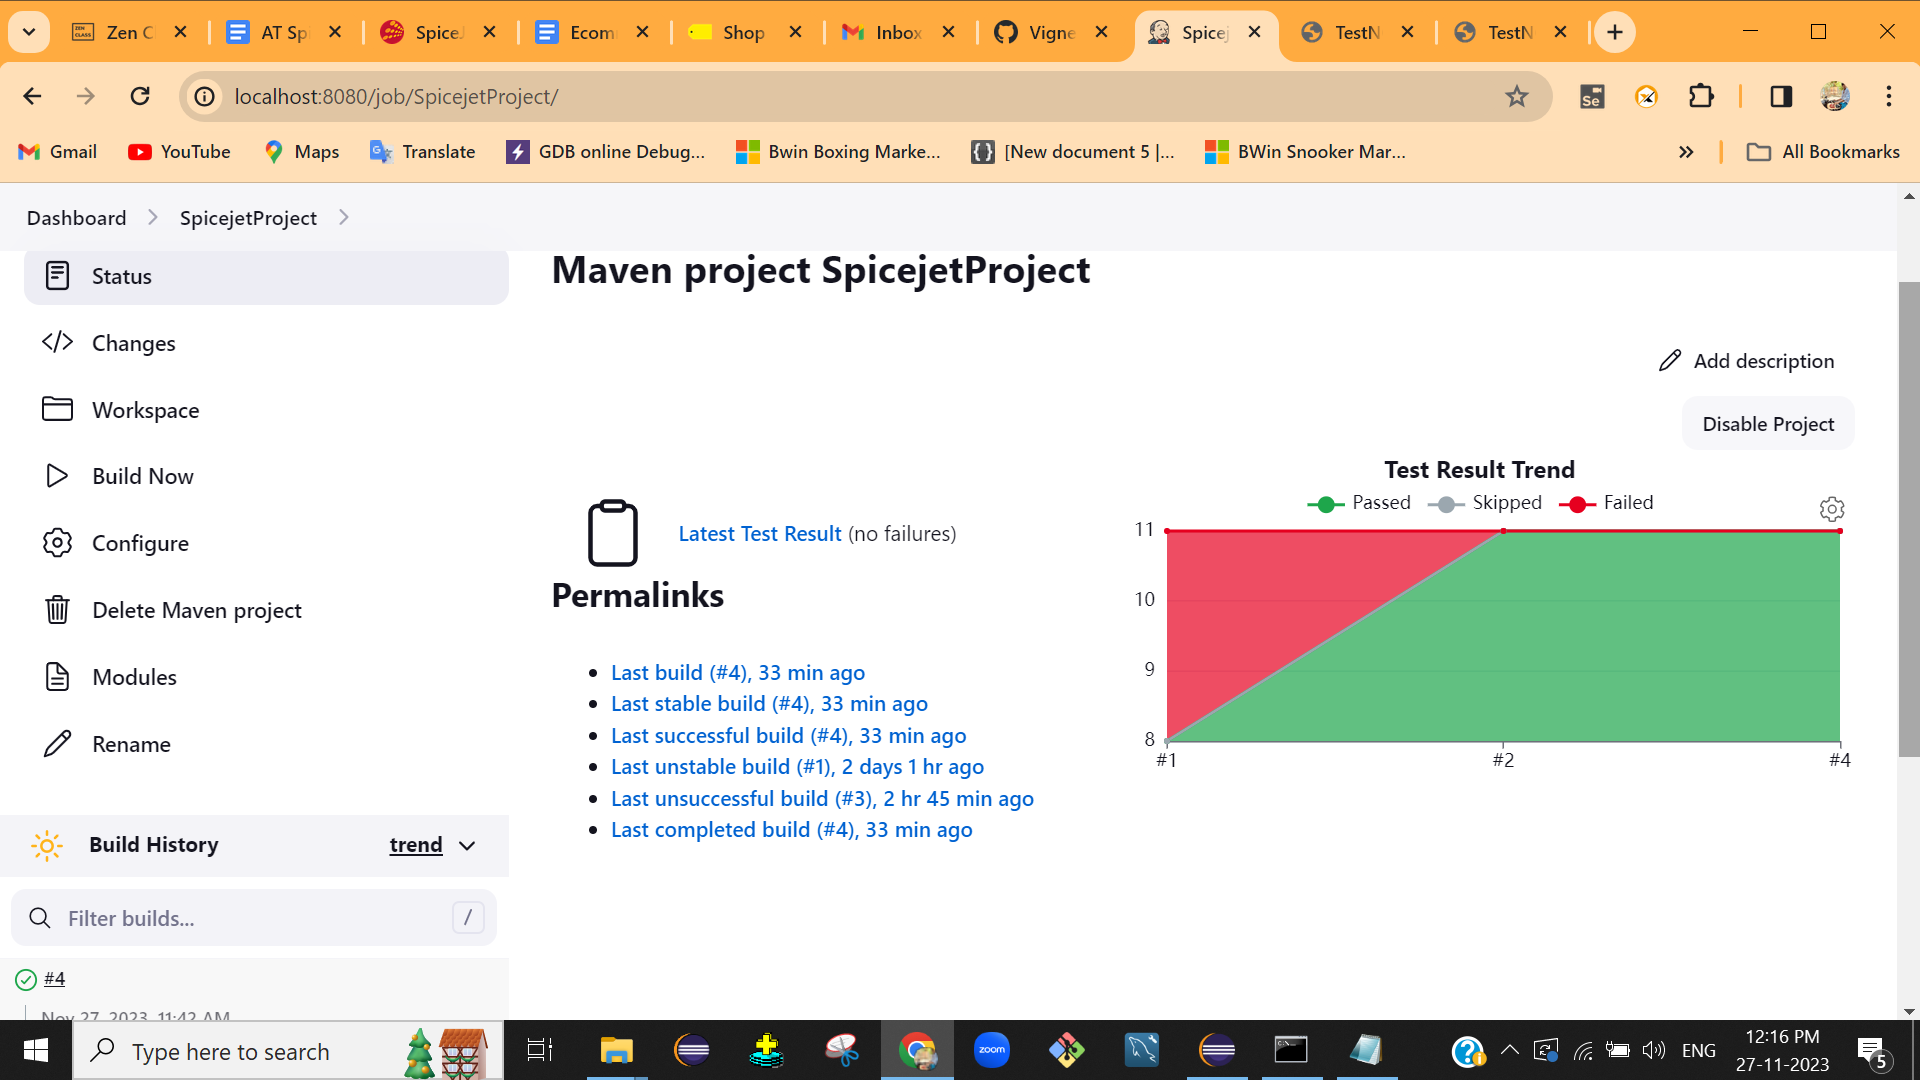 Zen C
AT Sp
SpiceJ
Ecom
Shop
Inbox
Vigne
Spicej
TestN
TestN
localhost:8080/job/SpicejetProject/
Se
Gmail
YouTube
Maps
Translate
GDB online Debug...
Bwin Boxing Marke...
[New document 5 |...
BWin Snooker Mar...
All Bookmarks
Dashboard
SpicejetProject
Status
Changes
Workspace
Build Now
Configure
Delete Maven project
Modules
Rename
Build History
trend
Filter builds...
/
#4
Nov 27, 2023, 11:42 AM
Maven project SpicejetProject
Add description
Disable Project
Latest Test Result (no failures)
Permalinks
Last build (#4), 33 min ago
Last stable build (#4), 33 min ago
Last successful build (#4), 33 min ago
Last unstable build (#1), 2 days 1 hr ago
Last unsuccessful build (#3), 2 hr 45 min ago
Last completed build (#4), 33 min ago
Test Result Trend
Passed Skipped Failed
11
10
9
8
#1 #2 #4
Type here to search
zoom
ENG
12:16 PM
27-11-2023
5